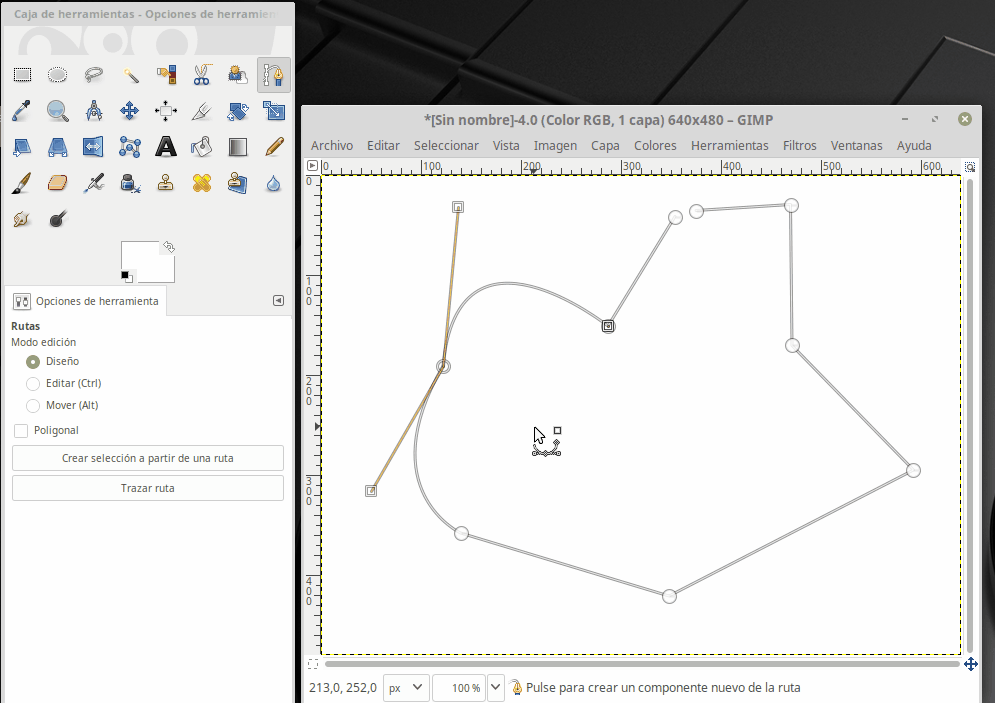 Caja de herramientas - Opciones de herramien
*[Sin nombre]-4.0 (Color RGB, 1 capa) 640x480 – GIMP
Archivo Editar Seleccionar Vista Imagen Capa Colores Herramientas Filtros Ventanas Ayuda
0 100 200 300 400 500 600
0
100
200
300
400
Opciones de herramienta
Rutas
Modo edición
Diseño
Editar (Ctrl)
Mover (Alt)
Poligonal
Crear selección a partir de una ruta
Trazar ruta
213,0, 252,0 px 100 % Pulse para crear un componente nuevo de la ruta